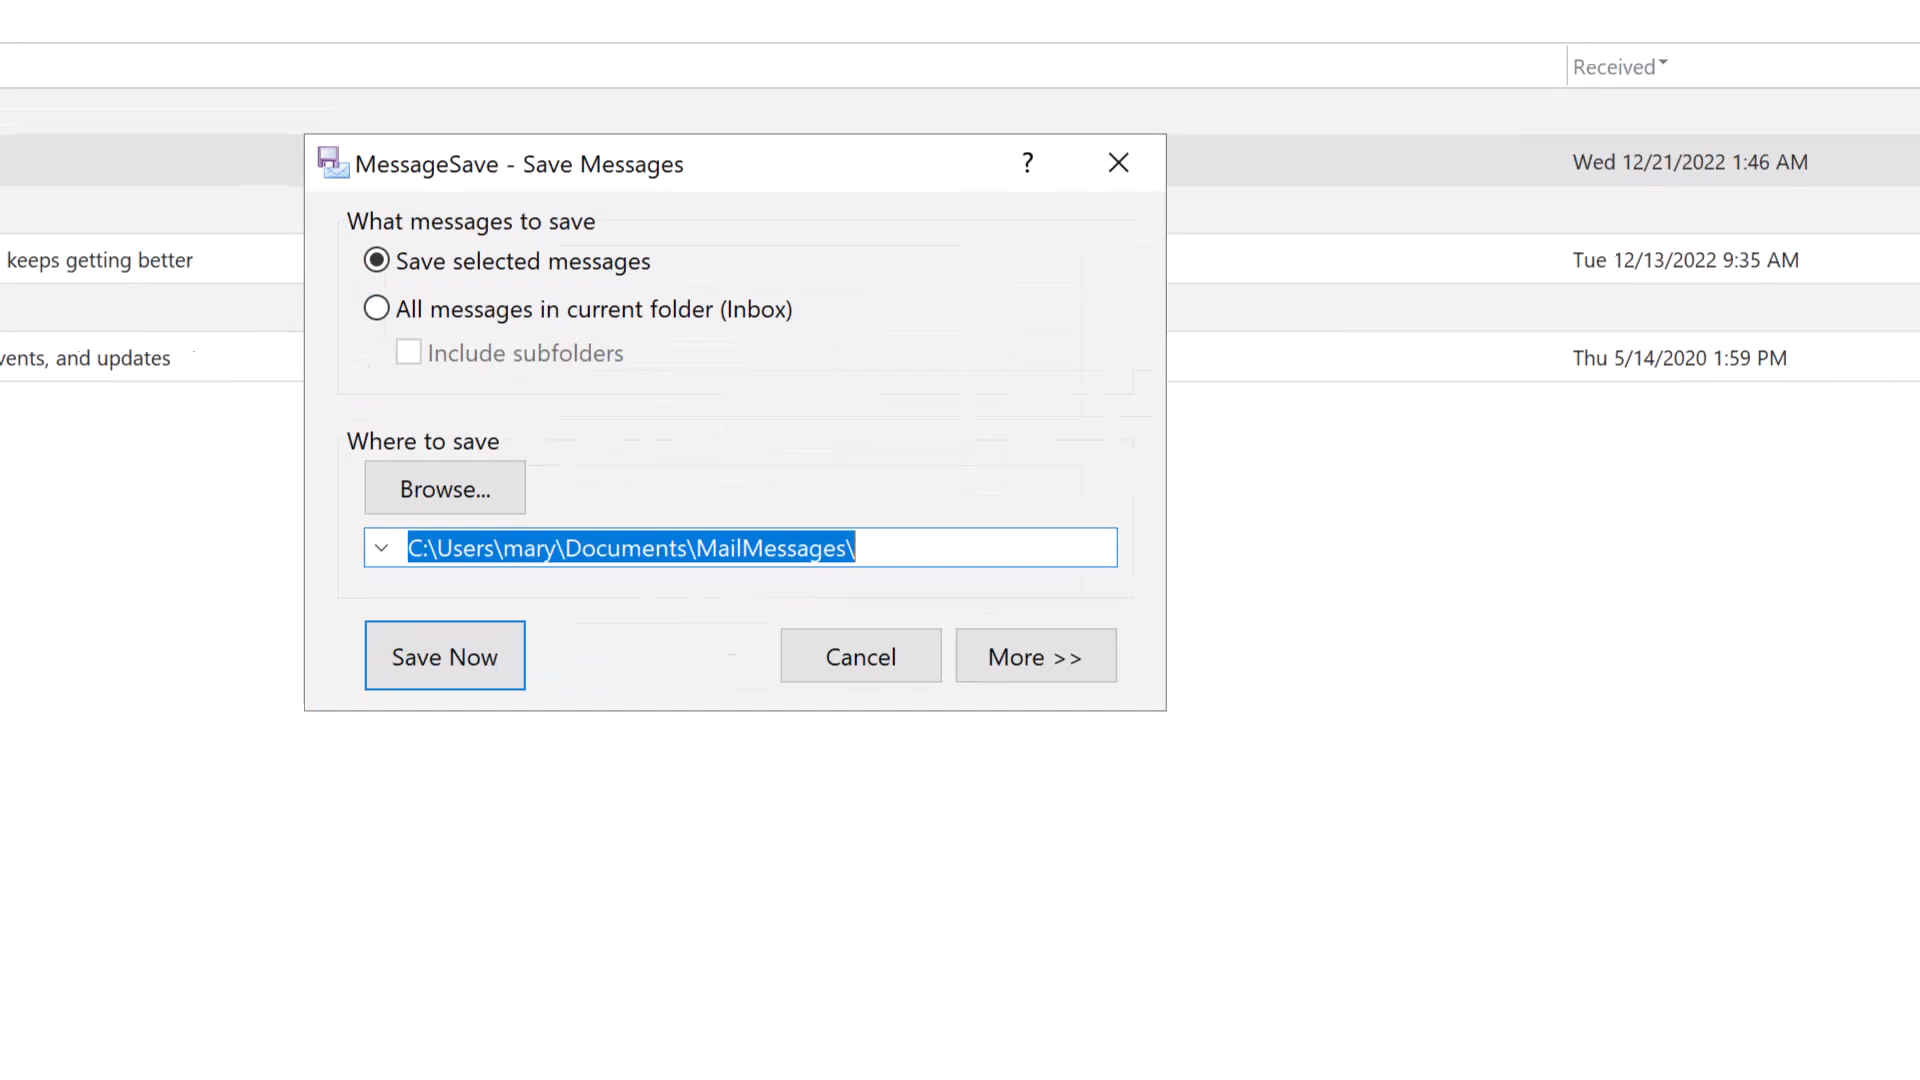 Received
MessageSave - Save Messages
?
Wed 12/21/2022 1:46 AM
What messages to save
keeps getting better
Save selected messages
Tue 12/13/2022 9:35 AM
All messages in current folder (Inbox)
Include subfolders
and updates
Thu 5/14/2020 1:59 PM
Where to save
Browse...
C:\Users\mary\Documents\MailMessages\
Save Now
Cancel
More >>